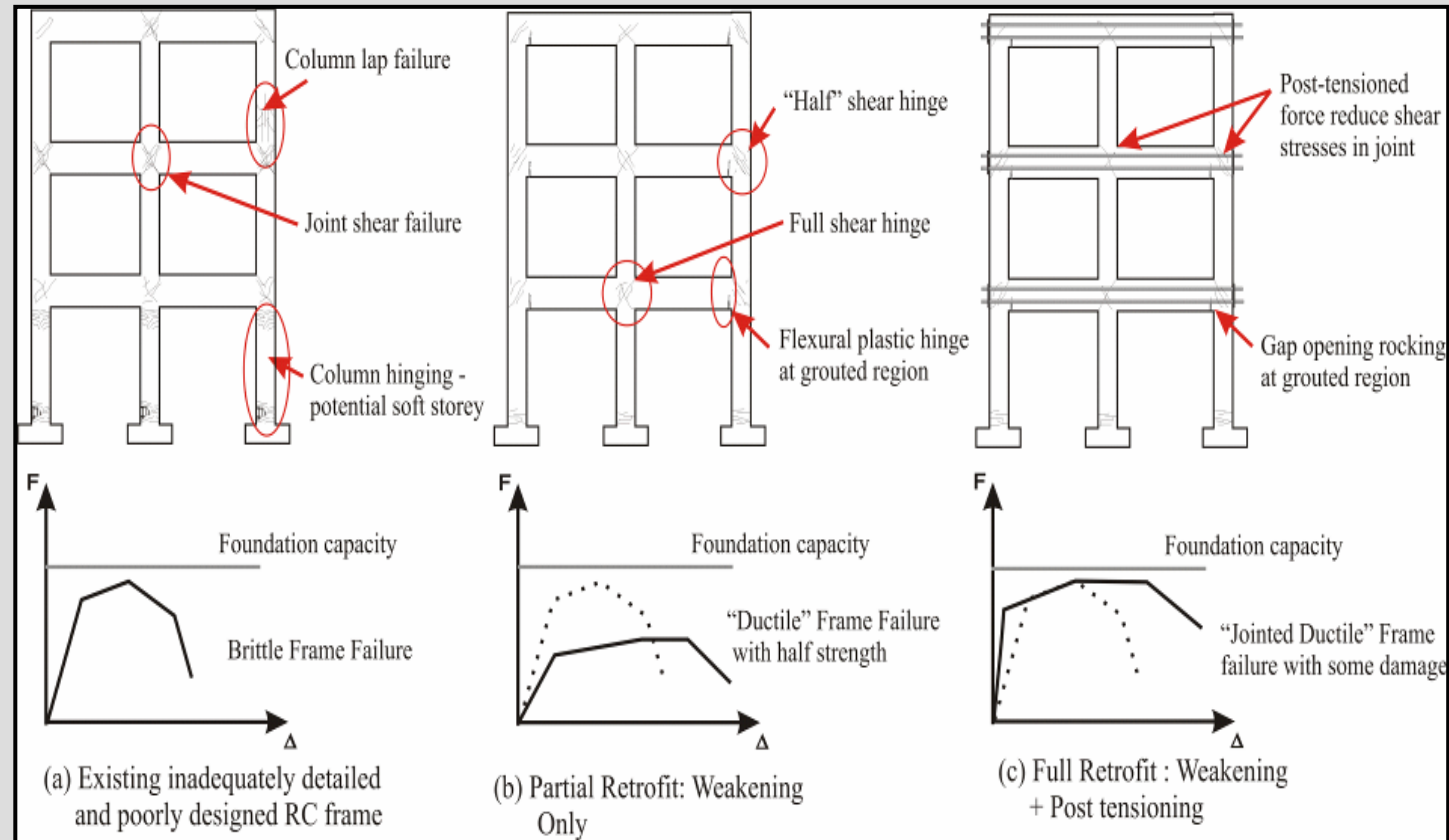 Column lap failure
Joint shear failure
Column hinging -
potential soft storey
F
Foundation capacity
Brittle Frame Failure
Δ
(a) Existing inadequately detailed
and poorly designed RC frame
“Half” shear hinge
Full shear hinge
Flexural plastic hinge
at grouted region
F
Foundation capacity
“Ductile” Frame Failure
with half strength
Δ
(b) Partial Retrofit: Weakening
Only
Post-tensioned
force reduce shear
stresses in joint
Gap opening rocking
at grouted region
F
Foundation capacity
“Jointed Ductile” Frame
failure with some damage
Δ
(c) Full Retrofit : Weakening
+ Post tensioning